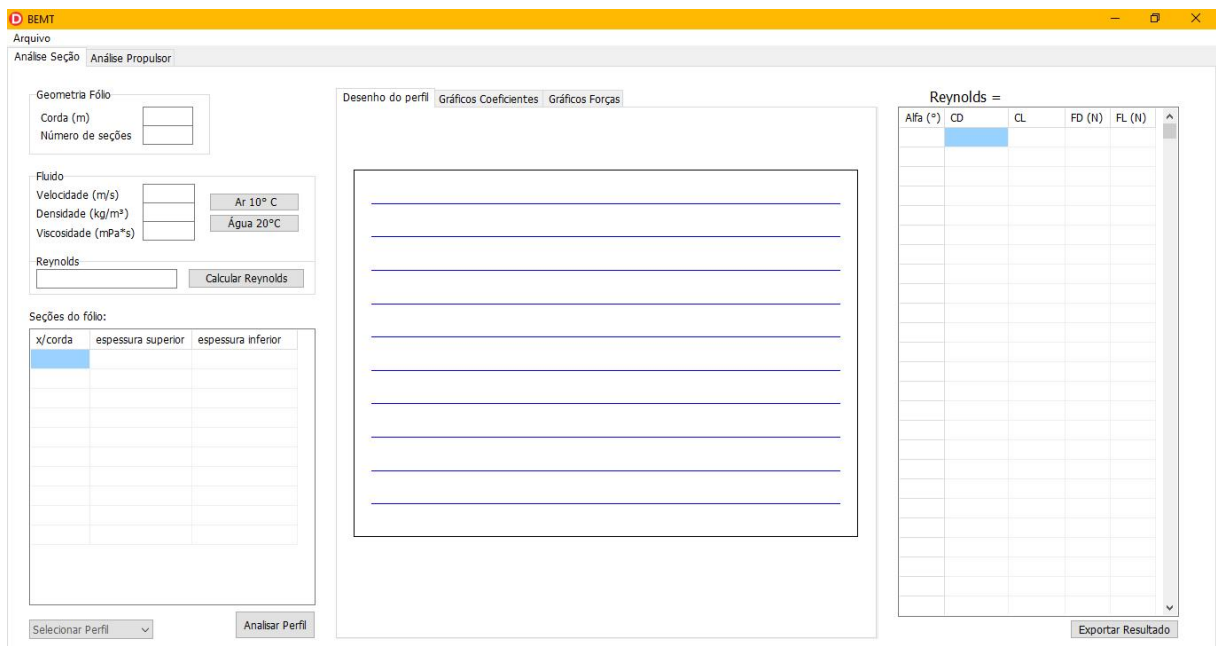 BEMT
Arquivo
Análise Seção Análise Propulsor
Geometria Fólio
Corda (m)
Número de seções
Fluido
Velocidade (m/s)
Densidade (kg/m³)
Viscosidade (mPa*s)
Ar 10° C
Água 20°C
Reynolds
Calcular Reynolds
Seções do fólio:
x/corda espessura superior espessura inferior
Selecionar Perfil
Analisar Perfil
Desenho do perfil Gráficos Coeficientes Gráficos Forças
Reynolds =
Alfa (°) CD CL FD (N) FL (N)
Exportar Resultado